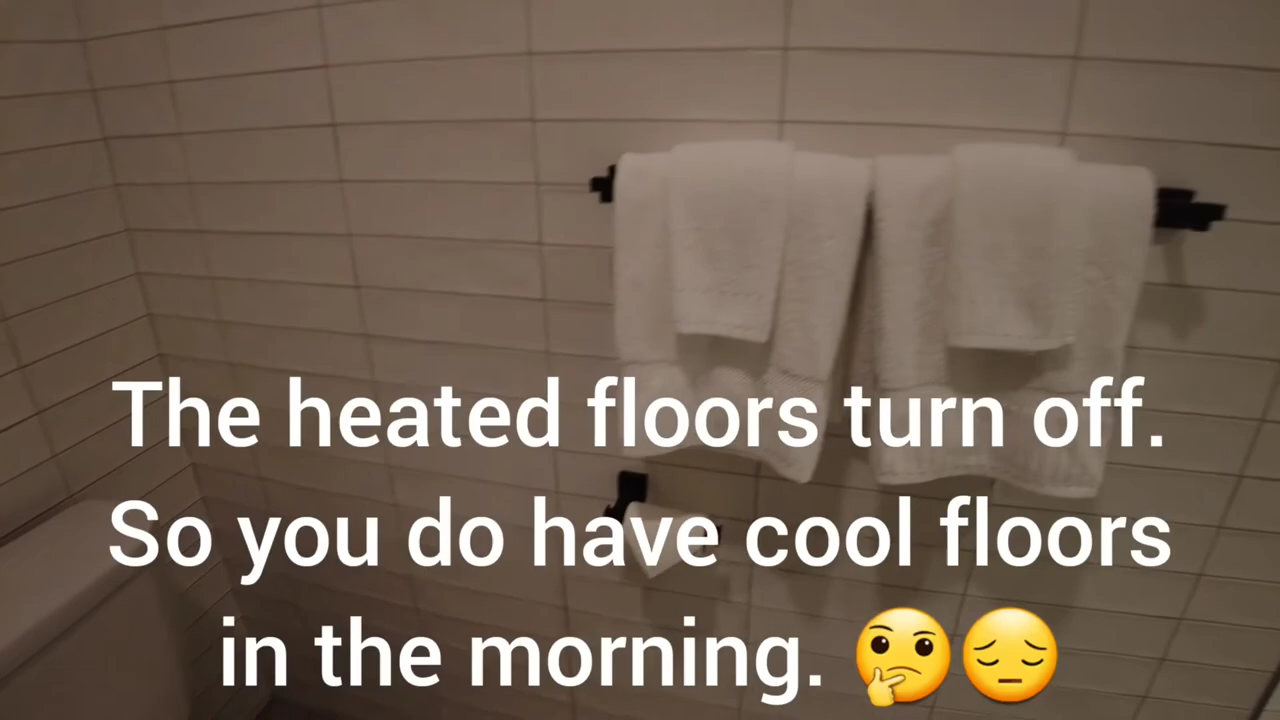 The heated floors turn off.
So you do have cool floors
in the morning. 🤔😔